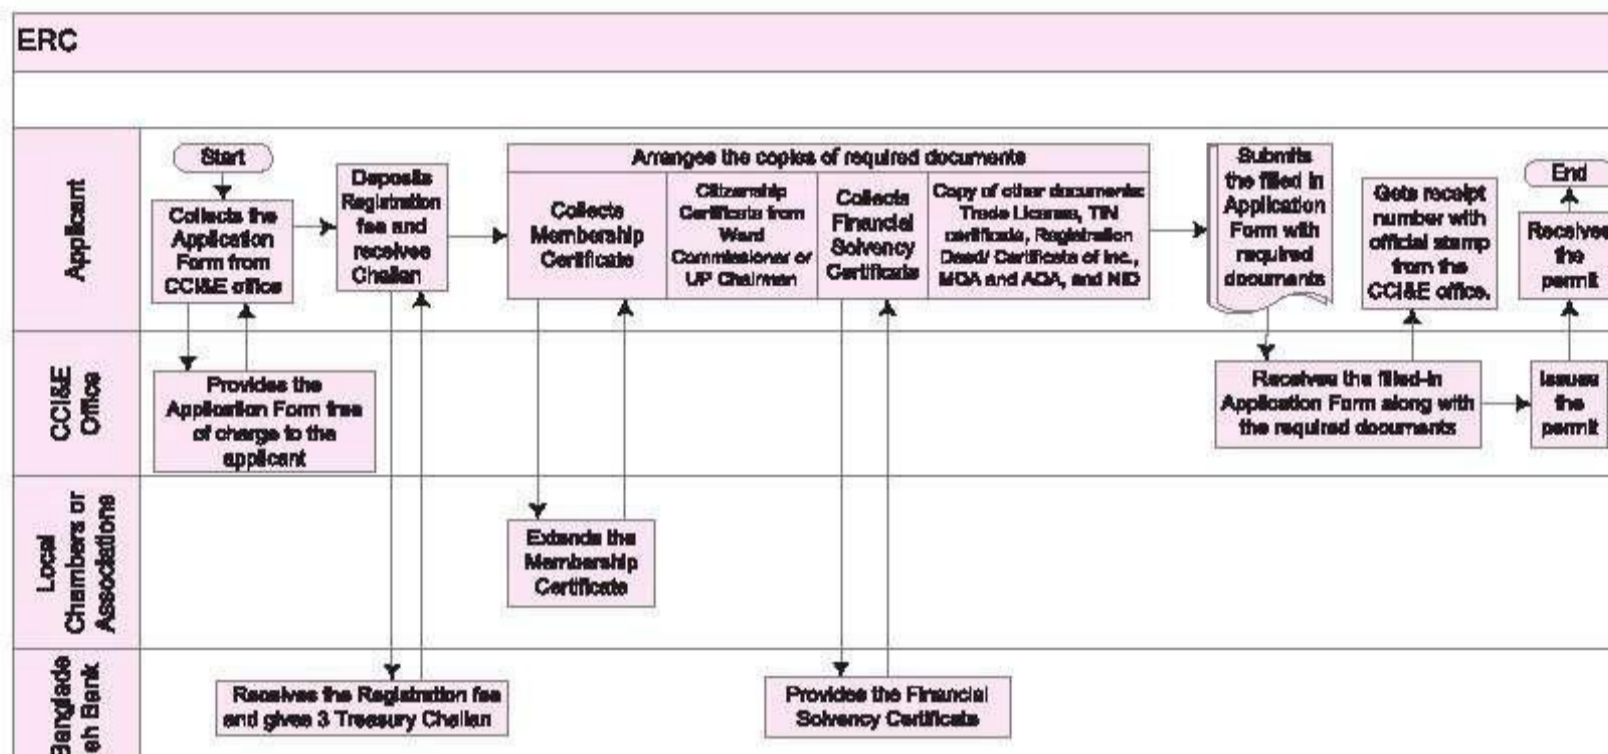 ERC
Applicant
Start
Collects the
Application
Form from
CCI&E office
Deposits
Registration
fee and
receives
Challan
Arranges the copies of required documents
Collects
Membership
Certificate
Citizenship
Certificate from
Ward
Commissioner or
UP Chairman
Collects
Financial
Solvency
Certificate
Copy of other documents:
Trade License, TIN
certificate, Registration
Deed/ Certificate of Inc.,
MOA and AOA, and NID
Submits
the filled in
Application
Form with
required
documents
Gets receipt
number with
official stamp
from the
CCI&E office.
End
Receives
the
permit
CCI&E
Office
Provides the
Application Form free
of charge to the
applicant
Receives the filled-in
Application Form along with
the required documents
Issues
the
permit
Local
Chambers or
Associations
Extends the
Membership
Certificate
Banglade
sh Bank
Receives the Registration fee
and gives 3 Treasury Challan
Provides the Financial
Solvency Certificate